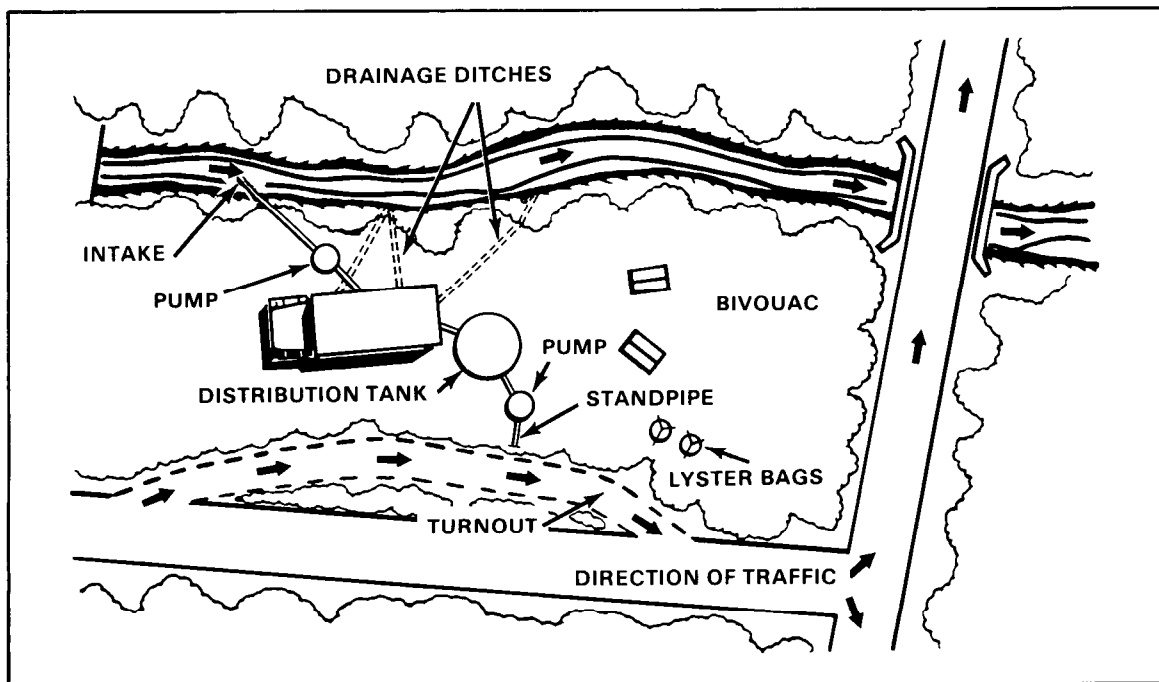 DRAINAGE DITCHES
INTAKE
PUMP
BIVOUAC
PUMP
DISTRIBUTION TANK
STANDPIPE
LYSTER BAGS
TURNOUT
DIRECTION OF TRAFFIC